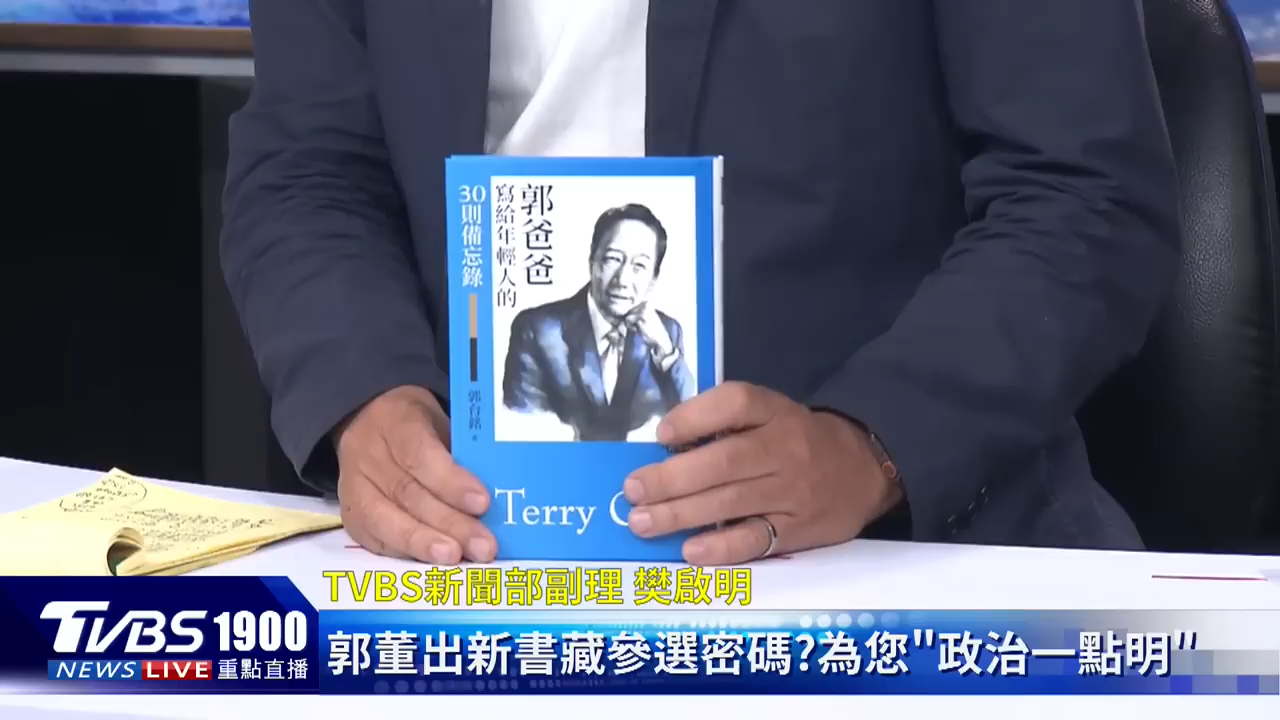 郭爸爸
寫給年輕人的
30則備忘錄
郭台銘
Terry
TVBS新聞部副理 樊啟明
TVBS 1900
NEWS LIVE 重點直播
郭董出新書藏參選密碼?為您"政治一點明"